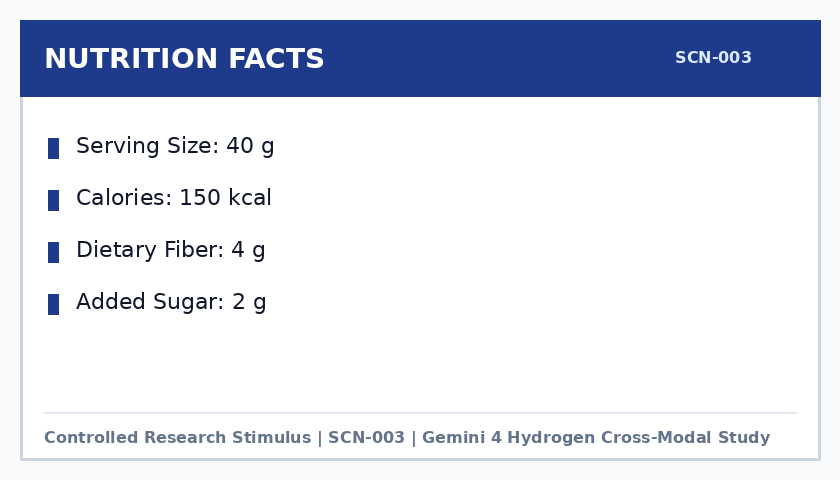 NUTRITION FACTS SCN-003
Serving Size: 40 g
Calories: 150 kcal
Dietary Fiber: 4 g
Added Sugar: 2 g
Controlled Research Stimulus | SCN-003 | Gemini 4 Hydrogen Cross-Modal Study